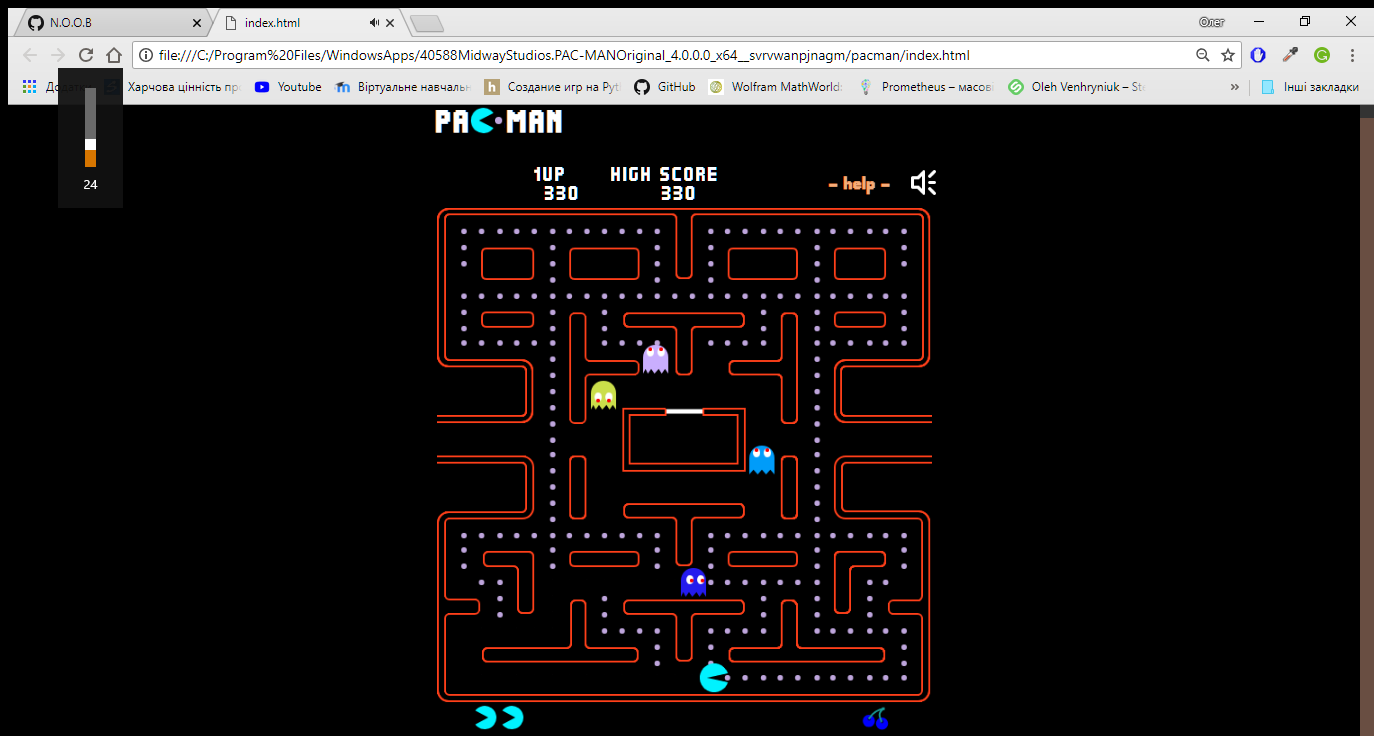 N.O.O.B
index.html
Олег
file:///C:/Program%20Files/WindowsApps/40588MidwayStudios.PAC-MANOriginal_4.0.0.0_x64__svrvwanpjnagm/pacman/index.html
Харчова цінність пр
Youtube
Віртуальне навчаль
Создание игр на Pyt
GitHub
Wolfram MathWorld:
Prometheus – масові
Oleh Venhryniuk – St
»
Інші закладки
24
PAC-MAN
1UP
330
HIGH SCORE
330
– help –